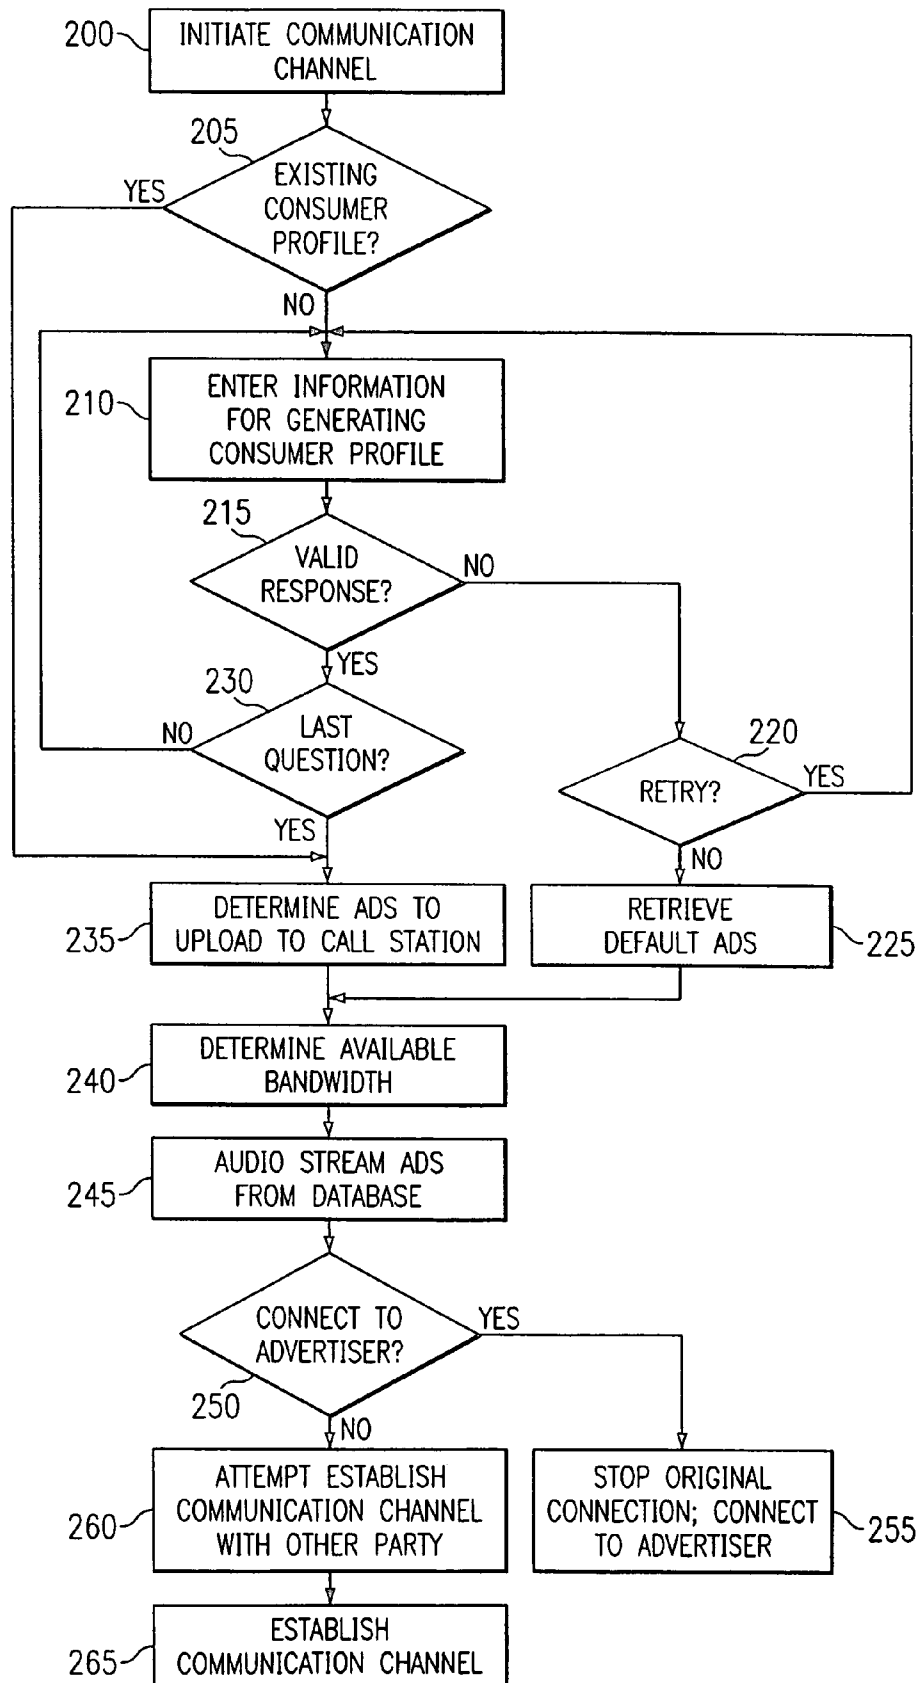 200
INITIATE COMMUNICATION
CHANNEL
205
YES
EXISTING
CONSUMER
PROFILE?
NO
210
ENTER INFORMATION
FOR GENERATING
CONSUMER PROFILE
215
VALID
RESPONSE?
NO
YES
230
NO
LAST
QUESTION?
YES
220
RETRY?
YES
NO
235
DETERMINE ADS TO
UPLOAD TO CALL STATION
RETRIEVE
DEFAULT ADS
225
240
DETERMINE AVAILABLE
BANDWIDTH
245
AUDIO STREAM ADS
FROM DATABASE
CONNECT TO
ADVERTISER?
YES
250
NO
260
ATTEMPT ESTABLISH
COMMUNICATION CHANNEL
WITH OTHER PARTY
STOP ORIGINAL
CONNECTION; CONNECT
TO ADVERTISER
255
265
ESTABLISH
COMMUNICATION CHANNEL